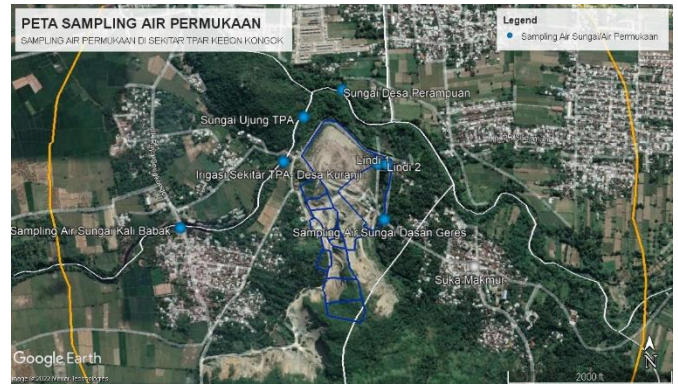 PETA SAMPLING AIR PERMUKAAN
SAMPLING AIR PERMUKAAN DI SEKITAR TPAR KEBON KONGOK
Legend
Sampling Air Sungai/Air Permukaan
Sungai Desa Perampuan
Sungai Ujung TPA
Lindi 1
Lindi 2
Irigasi Sekitar TPA- Desa Kuranji
Sampling Air Sungai Kali Babak
Sampling Air Sungai Dasan Geres
Suka Makmur
Google Earth
2000 ft
N